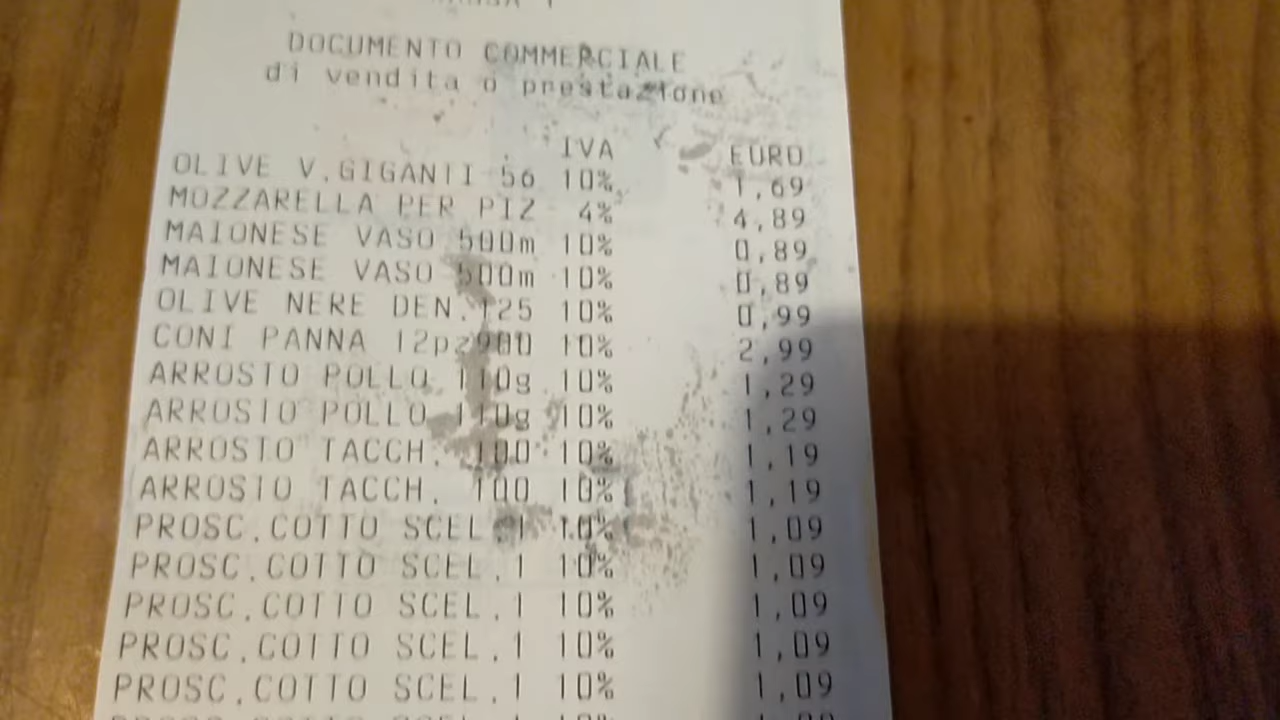 DOCUMENTO COMMERCIALE
di vendita o prestazione
IVA EURO
OLIVE V.GIGANTI 56 10% 1,69
MOZZARELLA PER PIZ 4% 4,89
MAIONESE VASO 500m 10% 0,89
MAIONESE VASO 500m 10% 0,89
OLIVE NERE DEN.125 10% 0,99
CONI PANNA 12pz900 10% 2,99
ARROSTO POLLO 110g 10% 1,29
ARROSTO POLLO 110g 10% 1,29
ARROSTO TACCH. 100 10% 1,19
ARROSTO TACCH. 100 10% 1,19
PROSC.COTTO SCEL.1 10% 1,09
PROSC.COTTO SCEL.1 10% 1,09
PROSC.COTTO SCEL.1 10% 1,09
PROSC.COTTO SCEL.1 10% 1,09
PROSC.COTTO SCEL.1 10% 1,09